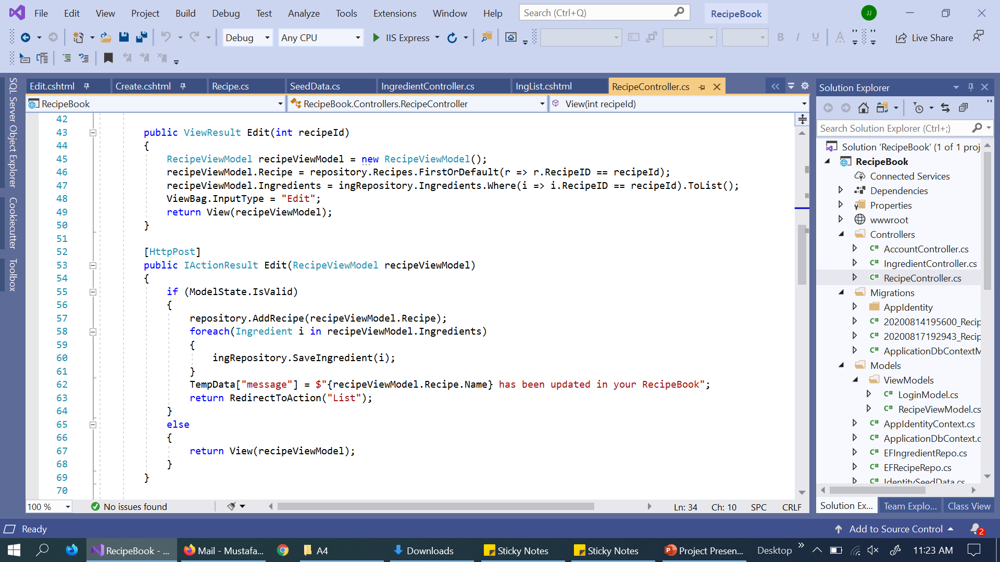 File Edit View Project Build Debug Test Analyze Tools Extensions Window Help Search (Ctrl+Q) RecipeBook JJ
Debug Any CPU IIS Express Live Share
Edit.cshtml Create.cshtml Recipe.cs SeedData.cs IngredientController.cs IngList.cshtml RecipeController.cs
RecipeBook RecipeBook.Controllers.RecipeController View(int recipeId)
SQL Server Object Explorer
Cookiecutter
Toolbox
42
43 public ViewResult Edit(int recipeId)
44 {
45 RecipeViewModel recipeViewModel = new RecipeViewModel();
46 recipeViewModel.Recipe = repository.Recipes.FirstOrDefault(r => r.RecipeID == recipeId);
47 recipeViewModel.Ingredients = ingRepository.Ingredients.Where(i => i.RecipeID == recipeId).ToList();
48 ViewBag.InputType = "Edit";
49 return View(recipeViewModel);
50 }
51
52 [HttpPost]
53 public IActionResult Edit(RecipeViewModel recipeViewModel)
54 {
55 if (ModelState.IsValid)
56 {
57 repository.AddRecipe(recipeViewModel.Recipe);
58 foreach(Ingredient i in recipeViewModel.Ingredients)
59 {
60 ingRepository.SaveIngredient(i);
61 }
62 TempData["message"] = $"{recipeViewModel.Recipe.Name} has been updated in your RecipeBook";
63 return RedirectToAction("List");
64 }
65 else
66 {
67 return View(recipeViewModel);
68 }
69 }
70
100 % No issues found Ln: 34 Ch: 10 SPC CRLF
Solution Explorer
Search Solution Explorer (Ctrl+;)
Solution 'RecipeBook' (1 of 1 proj
RecipeBook
Connected Services
Dependencies
Properties
wwwroot
Controllers
C# AccountController.cs
C# IngredientController.cs
C# RecipeController.cs
Migrations
AppIdentity
C# 20200814195600_Recip
C# 20200817192943_Recip
C# ApplicationDbContextM
Models
ViewModels
C# LoginModel.cs
C# RecipeViewModel.cs
C# AppIdentityContext.cs
C# ApplicationDbContext.c
C# EFIngredientRepo.cs
C# EFRecipeRepo.cs
IdentitySeedData.cs
Solution Ex... Team Explo... Class View
Ready Add to Source Control 2
RecipeBook - ... Mail - Mustafa... A4 Downloads Sticky Notes Sticky Notes Project Presen... Desktop 11:23 AM